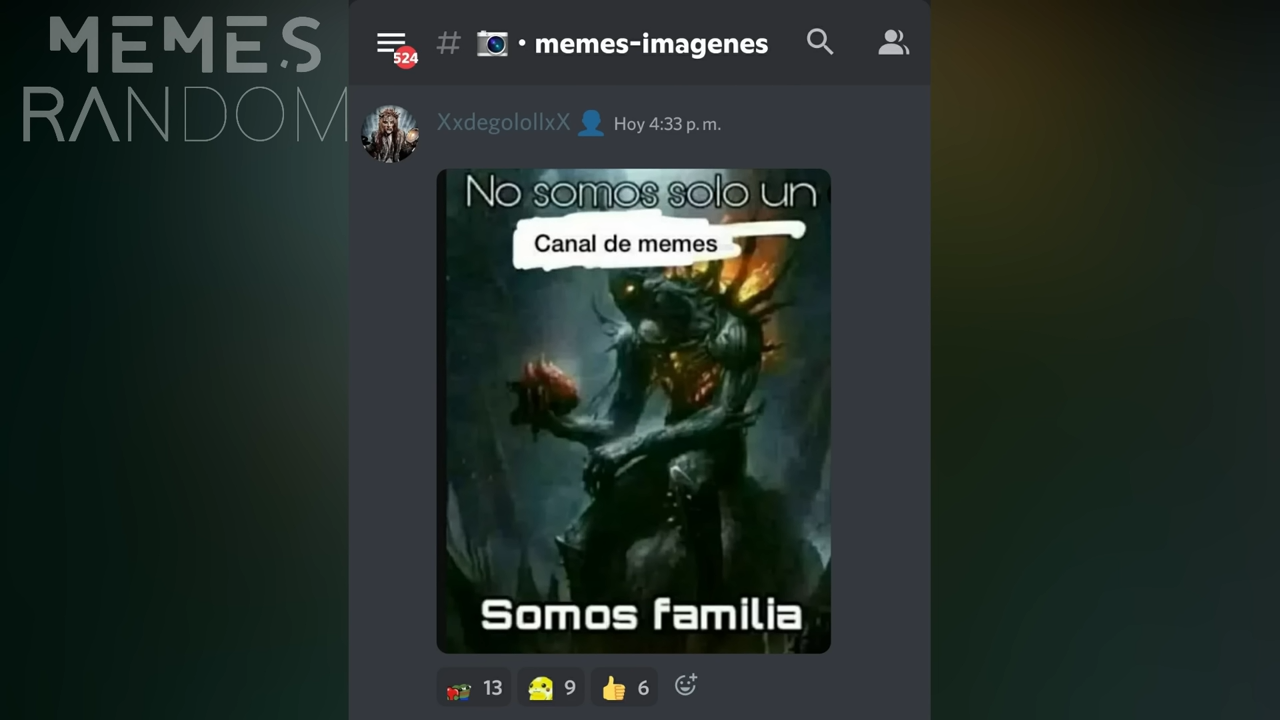 MEMES
RANDOM
524
# • memes-imagenes
XxdegolollxX Hoy 4:33 p. m.
No somos solo un
Canal de memes
Somos familia
13 9 6